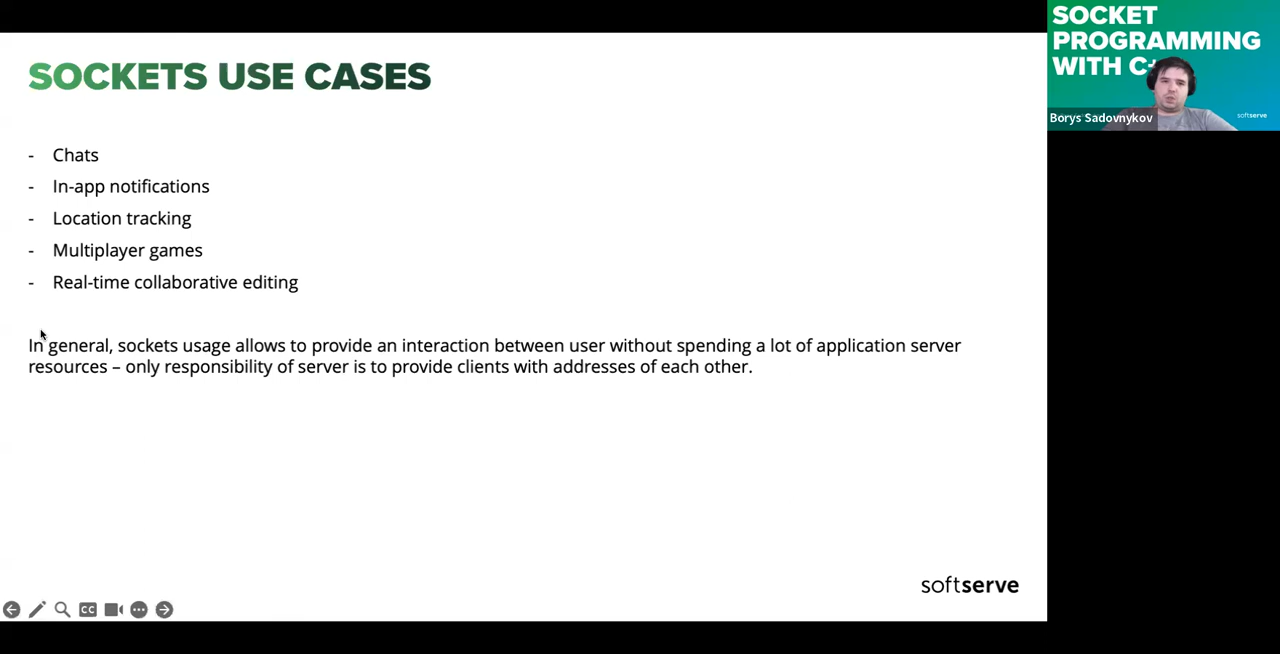 SOCKETS USE CASES
- Chats
- In-app notifications
- Location tracking
- Multiplayer games
- Real-time collaborative editing
In general, sockets usage allows to provide an interaction between user without spending a lot of application server
resources – only responsibility of server is to provide clients with addresses of each other.
softserve
CC
SOCKET
PROGRAMMING
WITH C+
softserve
Borys Sadovnykov